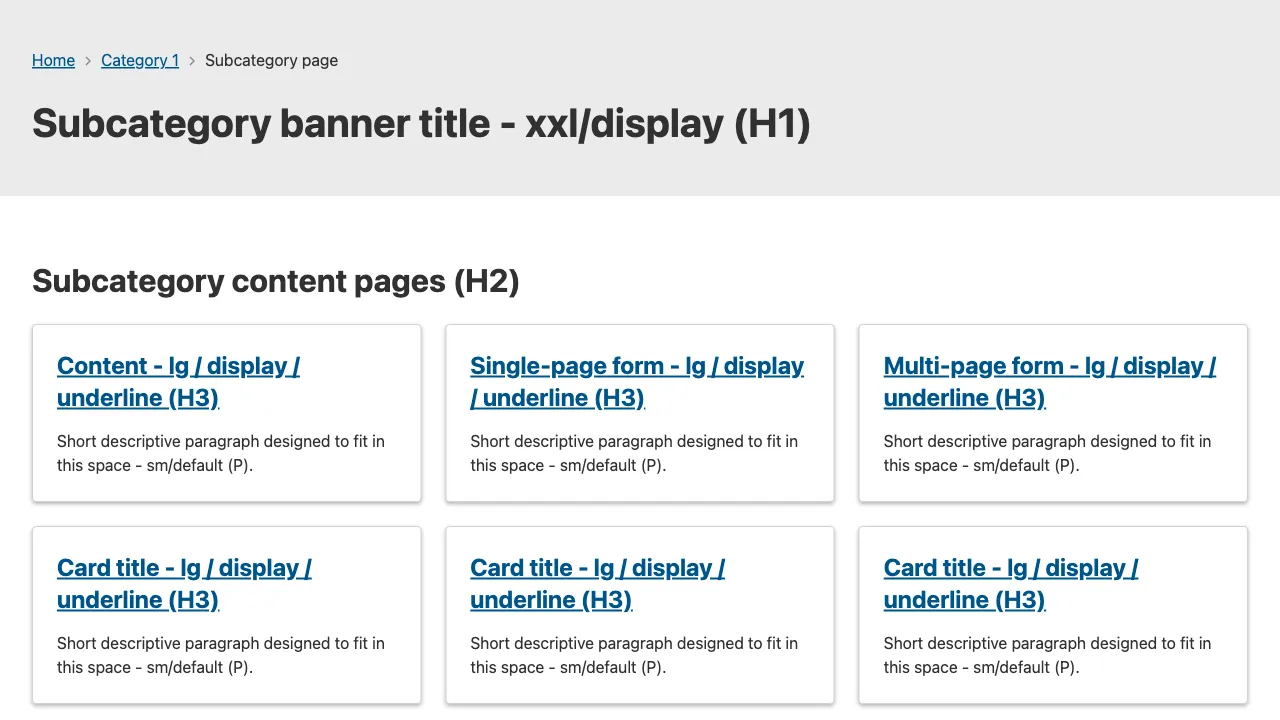 Home > Category 1 > Subcategory page
Subcategory banner title - xxl/display (H1)
Subcategory content pages (H2)
Content - lg / display /
underline (H3)
Short descriptive paragraph designed to fit in
this space - sm/default (P).
Single-page form - lg / display
/ underline (H3)
Short descriptive paragraph designed to fit in
this space - sm/default (P).
Multi-page form - lg / display /
underline (H3)
Short descriptive paragraph designed to fit in
this space - sm/default (P).
Card title - lg / display /
underline (H3)
Short descriptive paragraph designed to fit in
this space - sm/default (P).
Card title - lg / display /
underline (H3)
Short descriptive paragraph designed to fit in
this space - sm/default (P).
Card title - lg / display /
underline (H3)
Short descriptive paragraph designed to fit in
this space - sm/default (P).